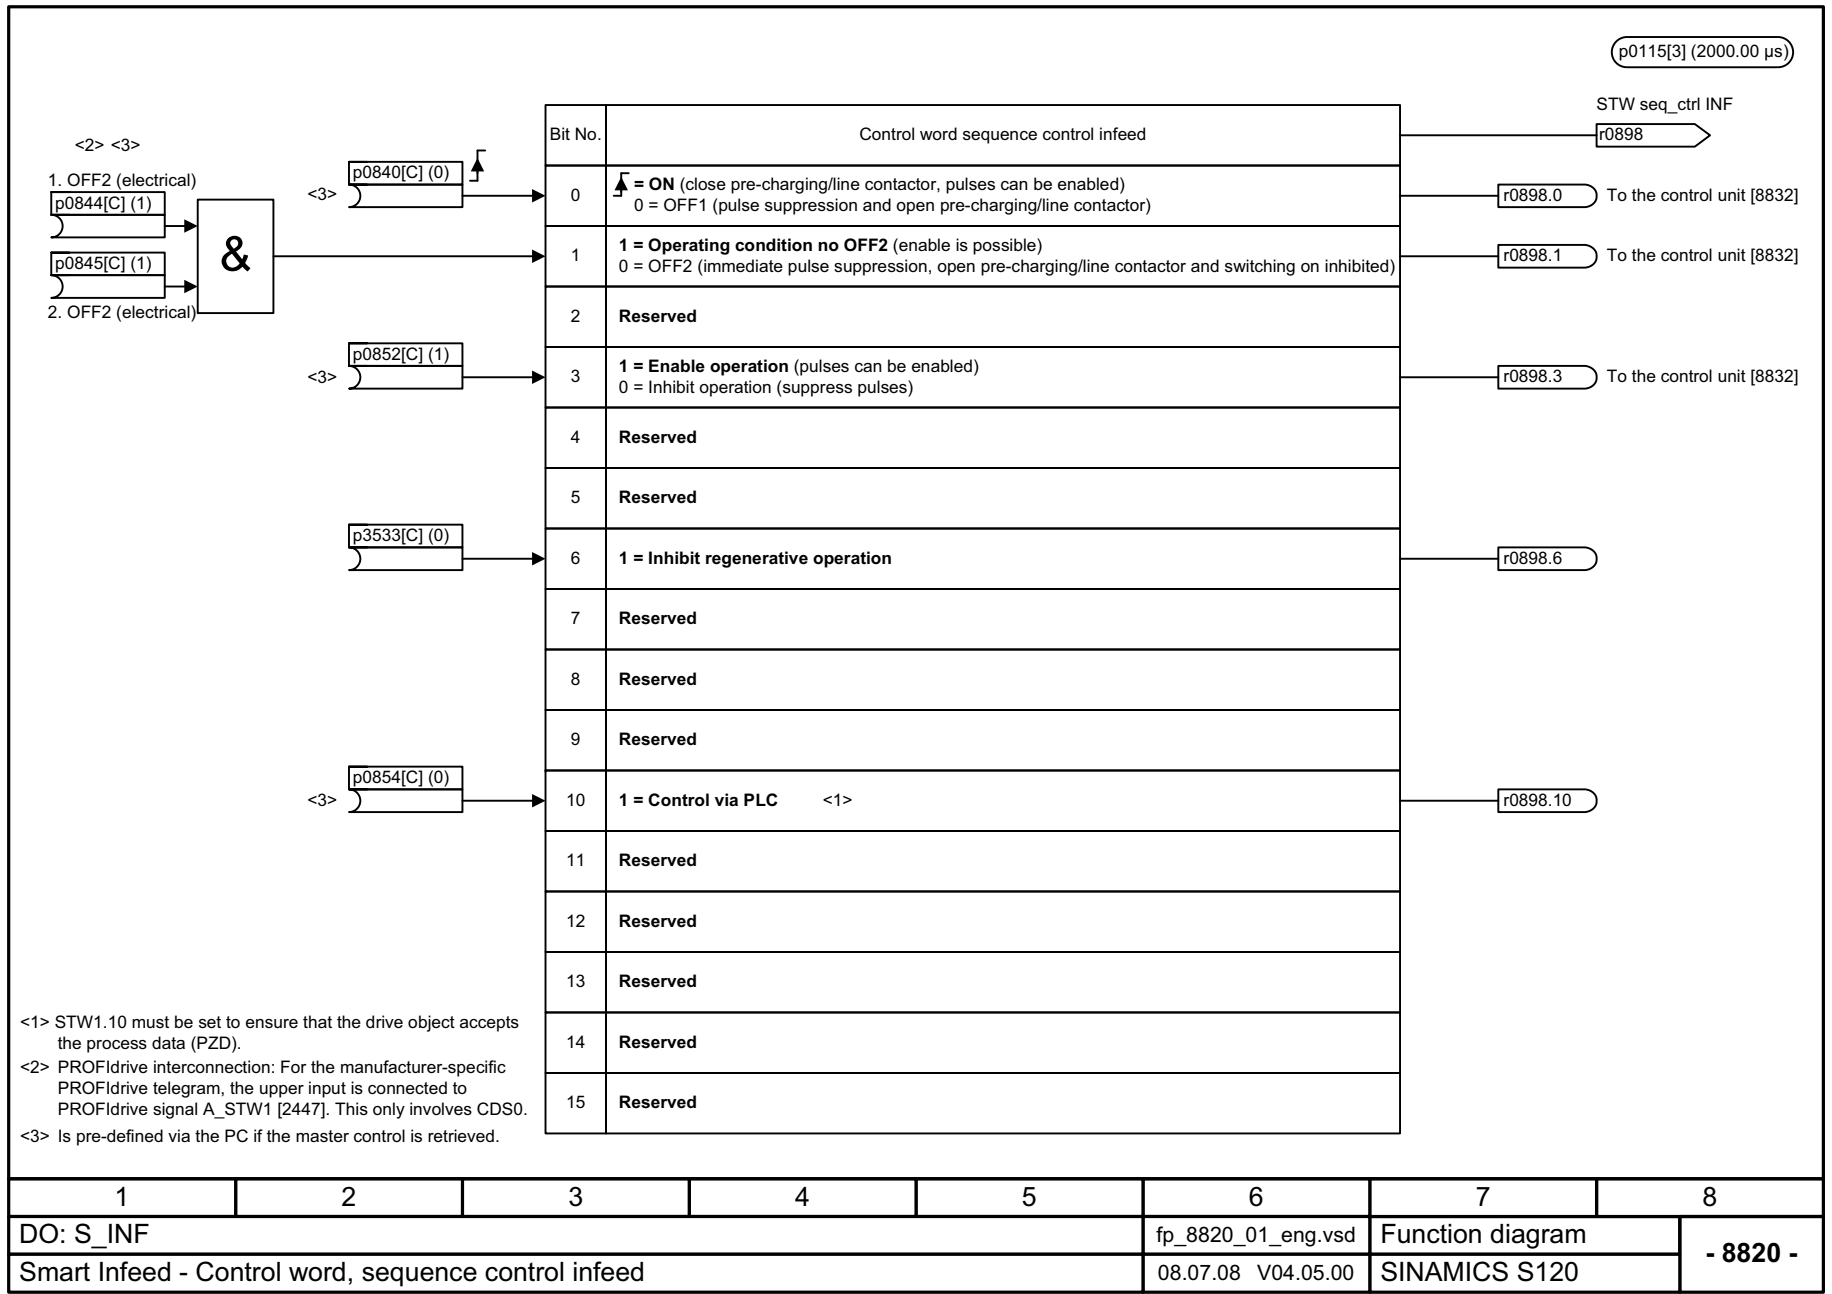 p0115[3] (2000.00 µs)
STW seq_ctrl INF
Bit No. Control word sequence control infeed r0898
<2> <3>
1. OFF2 (electrical)
p0844[C] (1)
&
p0845[C] (1)
2. OFF2 (electrical)
p0840[C] (0)
<3>
0 = ON (close pre-charging/line contactor, pulses can be enabled)
0 = OFF1 (pulse suppression and open pre-charging/line contactor)
r0898.0 To the control unit [8832]
1 1 = Operating condition no OFF2 (enable is possible)
0 = OFF2 (immediate pulse suppression, open pre-charging/line contactor and switching on inhibited)
r0898.1 To the control unit [8832]
2 Reserved
p0852[C] (1)
<3>
3 1 = Enable operation (pulses can be enabled)
0 = Inhibit operation (suppress pulses)
r0898.3 To the control unit [8832]
4 Reserved
5 Reserved
p3533[C] (0)
6 1 = Inhibit regenerative operation r0898.6
7 Reserved
8 Reserved
9 Reserved
p0854[C] (0)
<3>
10 1 = Control via PLC <1> r0898.10
11 Reserved
12 Reserved
13 Reserved
14 Reserved
15 Reserved
<1> STW1.10 must be set to ensure that the drive object accepts
the process data (PZD).
<2> PROFIdrive interconnection: For the manufacturer-specific
PROFIdrive telegram, the upper input is connected to
PROFIdrive signal A_STW1 [2447]. This only involves CDS0.
<3> Is pre-defined via the PC if the master control is retrieved.
1 2 3 4 5 6 7 8
DO: S_INF fp_8820_01_eng.vsd Function diagram
- 8820 -
Smart Infeed - Control word, sequence control infeed 08.07.08 V04.05.00 SINAMICS S120